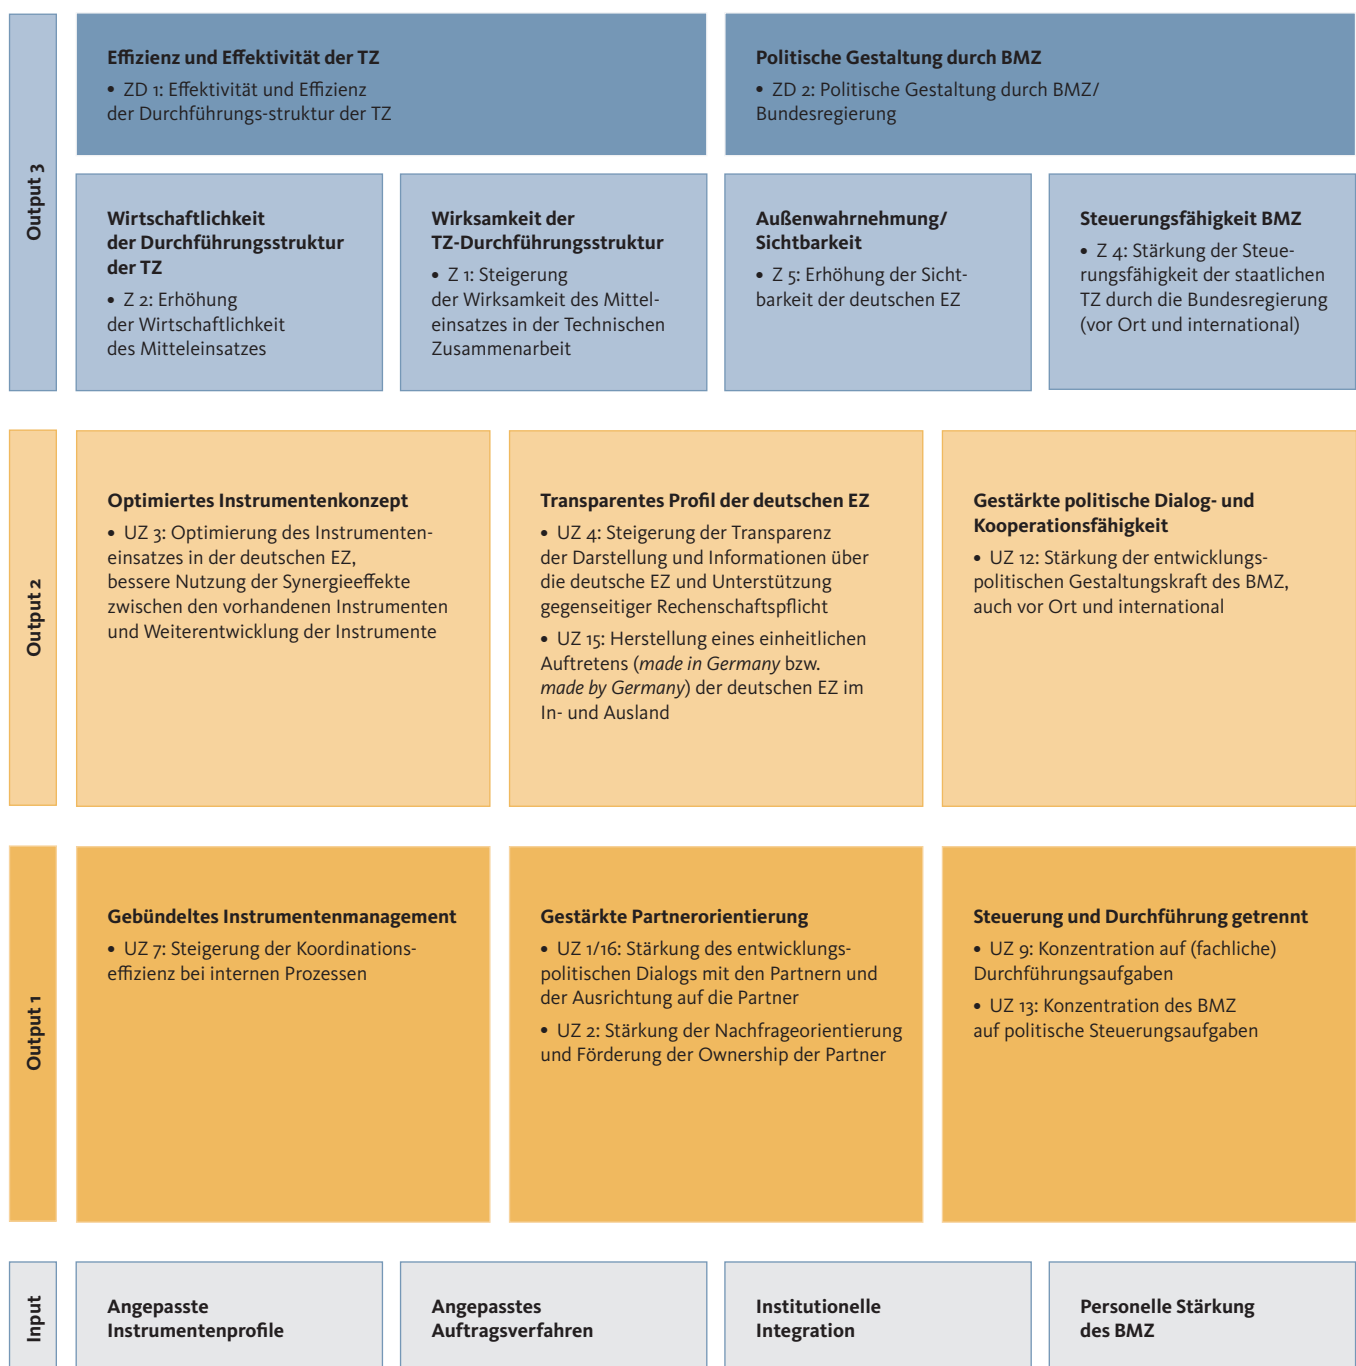 Output 3
Effizienz und Effektivität der TZ
• ZD 1: Effektivität und Effizienz
der Durchführungs-struktur der TZ
Politische Gestaltung durch BMZ
• ZD 2: Politische Gestaltung durch BMZ/
Bundesregierung
Wirtschaftlichkeit
der Durchführungsstruktur
der TZ
• Z 2: Erhöhung
der Wirtschaftlichkeit
des Mitteleinsatzes
Wirksamkeit der
TZ-Durchführungsstruktur
• Z 1: Steigerung
der Wirksamkeit des Mittel-
einsatzes in der Technischen
Zusammenarbeit
Außenwahrnehmung/
Sichtbarkeit
• Z 5: Erhöhung der Sicht-
barkeit der deutschen EZ
Steuerungsfähigkeit BMZ
• Z 4: Stärkung der Steue-
rungsfähigkeit der staatlichen
TZ durch die Bundesregierung
(vor Ort und international)
Output 2
Optimiertes Instrumentenkonzept
• UZ 3: Optimierung des Instrumenten-
einsatzes in der deutschen EZ,
bessere Nutzung der Synergieeffekte
zwischen den vorhandenen Instrumenten
und Weiterentwicklung der Instrumente
Transparentes Profil der deutschen EZ
• UZ 4: Steigerung der Transparenz
der Darstellung und Informationen über
die deutsche EZ und Unterstützung
gegenseitiger Rechenschaftspflicht
• UZ 15: Herstellung eines einheitlichen
Auftretens (made in Germany bzw.
made by Germany) der deutschen EZ im
In- und Ausland
Gestärkte politische Dialog- und
Kooperationsfähigkeit
• UZ 12: Stärkung der entwicklungs-
politischen Gestaltungskraft des BMZ,
auch vor Ort und international
Output 1
Gebündeltes Instrumentenmanagement
• UZ 7: Steigerung der Koordinations-
effizienz bei internen Prozessen
Gestärkte Partnerorientierung
• UZ 1/16: Stärkung des entwicklungs-
politischen Dialogs mit den Partnern und
der Ausrichtung auf die Partner
• UZ 2: Stärkung der Nachfrageorientierung
und Förderung der Ownership der Partner
Steuerung und Durchführung getrennt
• UZ 9: Konzentration auf (fachliche)
Durchführungsaufgaben
• UZ 13: Konzentration des BMZ
auf politische Steuerungsaufgaben
Input
Angepasste
Instrumentenprofile
Angepasstes
Auftragsverfahren
Institutionelle
Integration
Personelle Stärkung
des BMZ